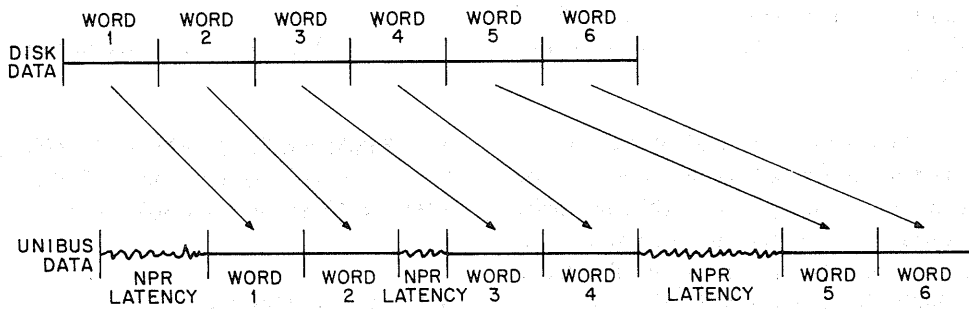 WORD WORD WORD WORD WORD WORD
1 2 3 4 5 6
DISK
DATA
UNIBUS
DATA
NPR WORD WORD NPR WORD WORD NPR WORD WORD
LATENCY 1 2 LATENCY 3 4 LATENCY 5 6